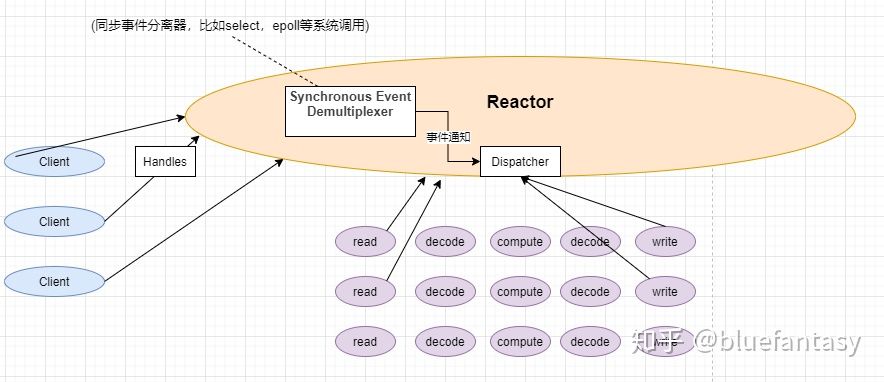 (同步事件分离器，比如select，epoll等系统调用)
Synchronous Event
Demultiplexer
Reactor
事件通知
Client
Handles
Dispatcher
Client
read decode compute decode write
Client
read decode compute decode write
read decode compute decode write
知乎 @bluefantasy